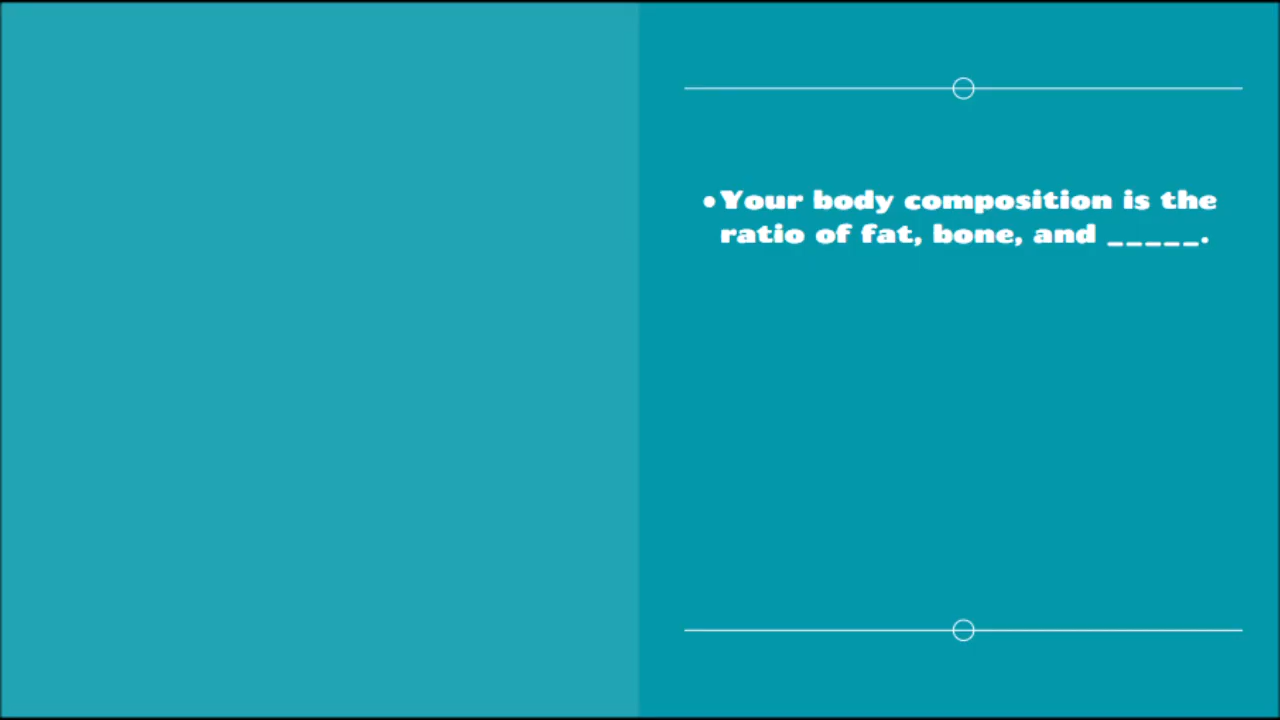 •Your body composition is the
ratio of fat, bone, and _____.